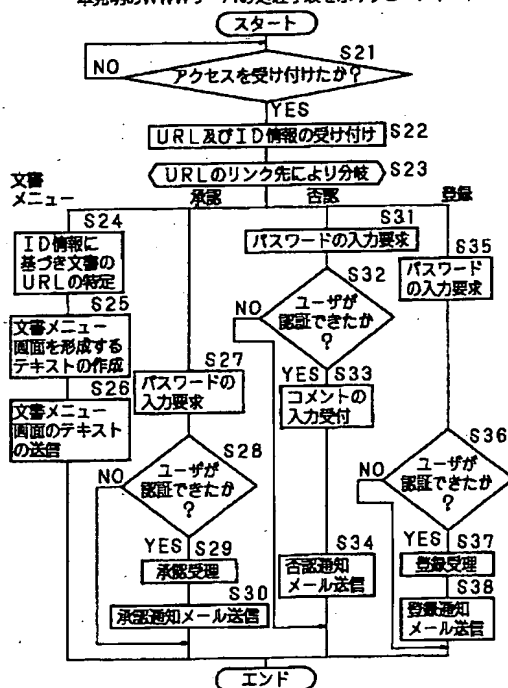 スタート
S21
NO
アクセスを受け付けたか?
YES
URL及びID情報の受け付け
S22
URLのリンク先により分岐
S23
文書
メニュー
承認
否認
登録
S24
ID情報に
基づき文書の
URLの特定
S25
文書メニュー
画面を形成する
テキストの作成
S26
文書メニュー
画面のテキスト
の送信
S27
パスワードの
入力要求
S28
NO
ユーザが
認証できたか
?
YES
S29
承認受理
S30
承認通知メール送信
S31
パスワードの入力要求
S32
NO
ユーザが
認証できたか
?
YES
S33
コメントの
入力受付
S34
否認通知
メール送信
S35
パスワード
の入力要求
S36
NO
ユーザが
認証できたか
?
YES
S37
登録受理
S38
登録通知
メール送信
エンド